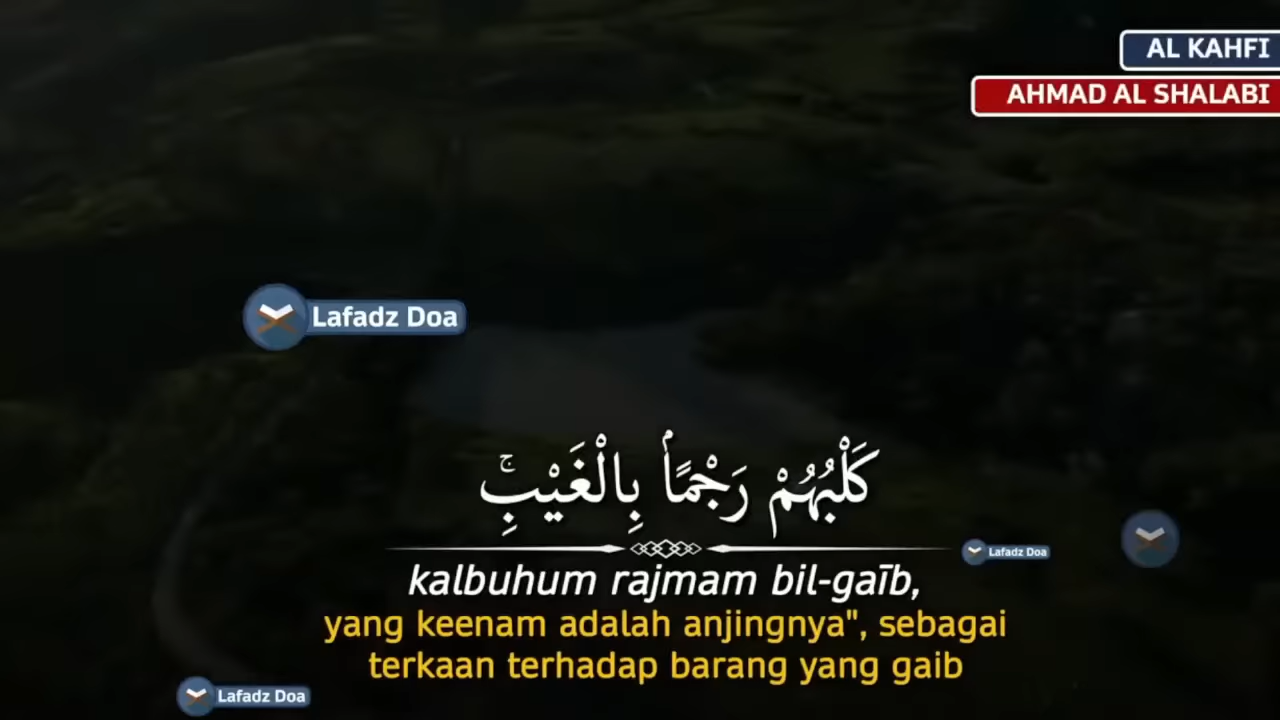 AL KAHFI
AHMAD AL SHALABI
Lafadz Doa
كَلْبُهُمْ رَجْمًاۢ بِالْغَيْبِۚ
Lafadz Doa
kalbuhum rajmam bil-gaīb,
yang keenam adalah anjingnya", sebagai
terkaan terhadap barang yang gaib
Lafadz Doa